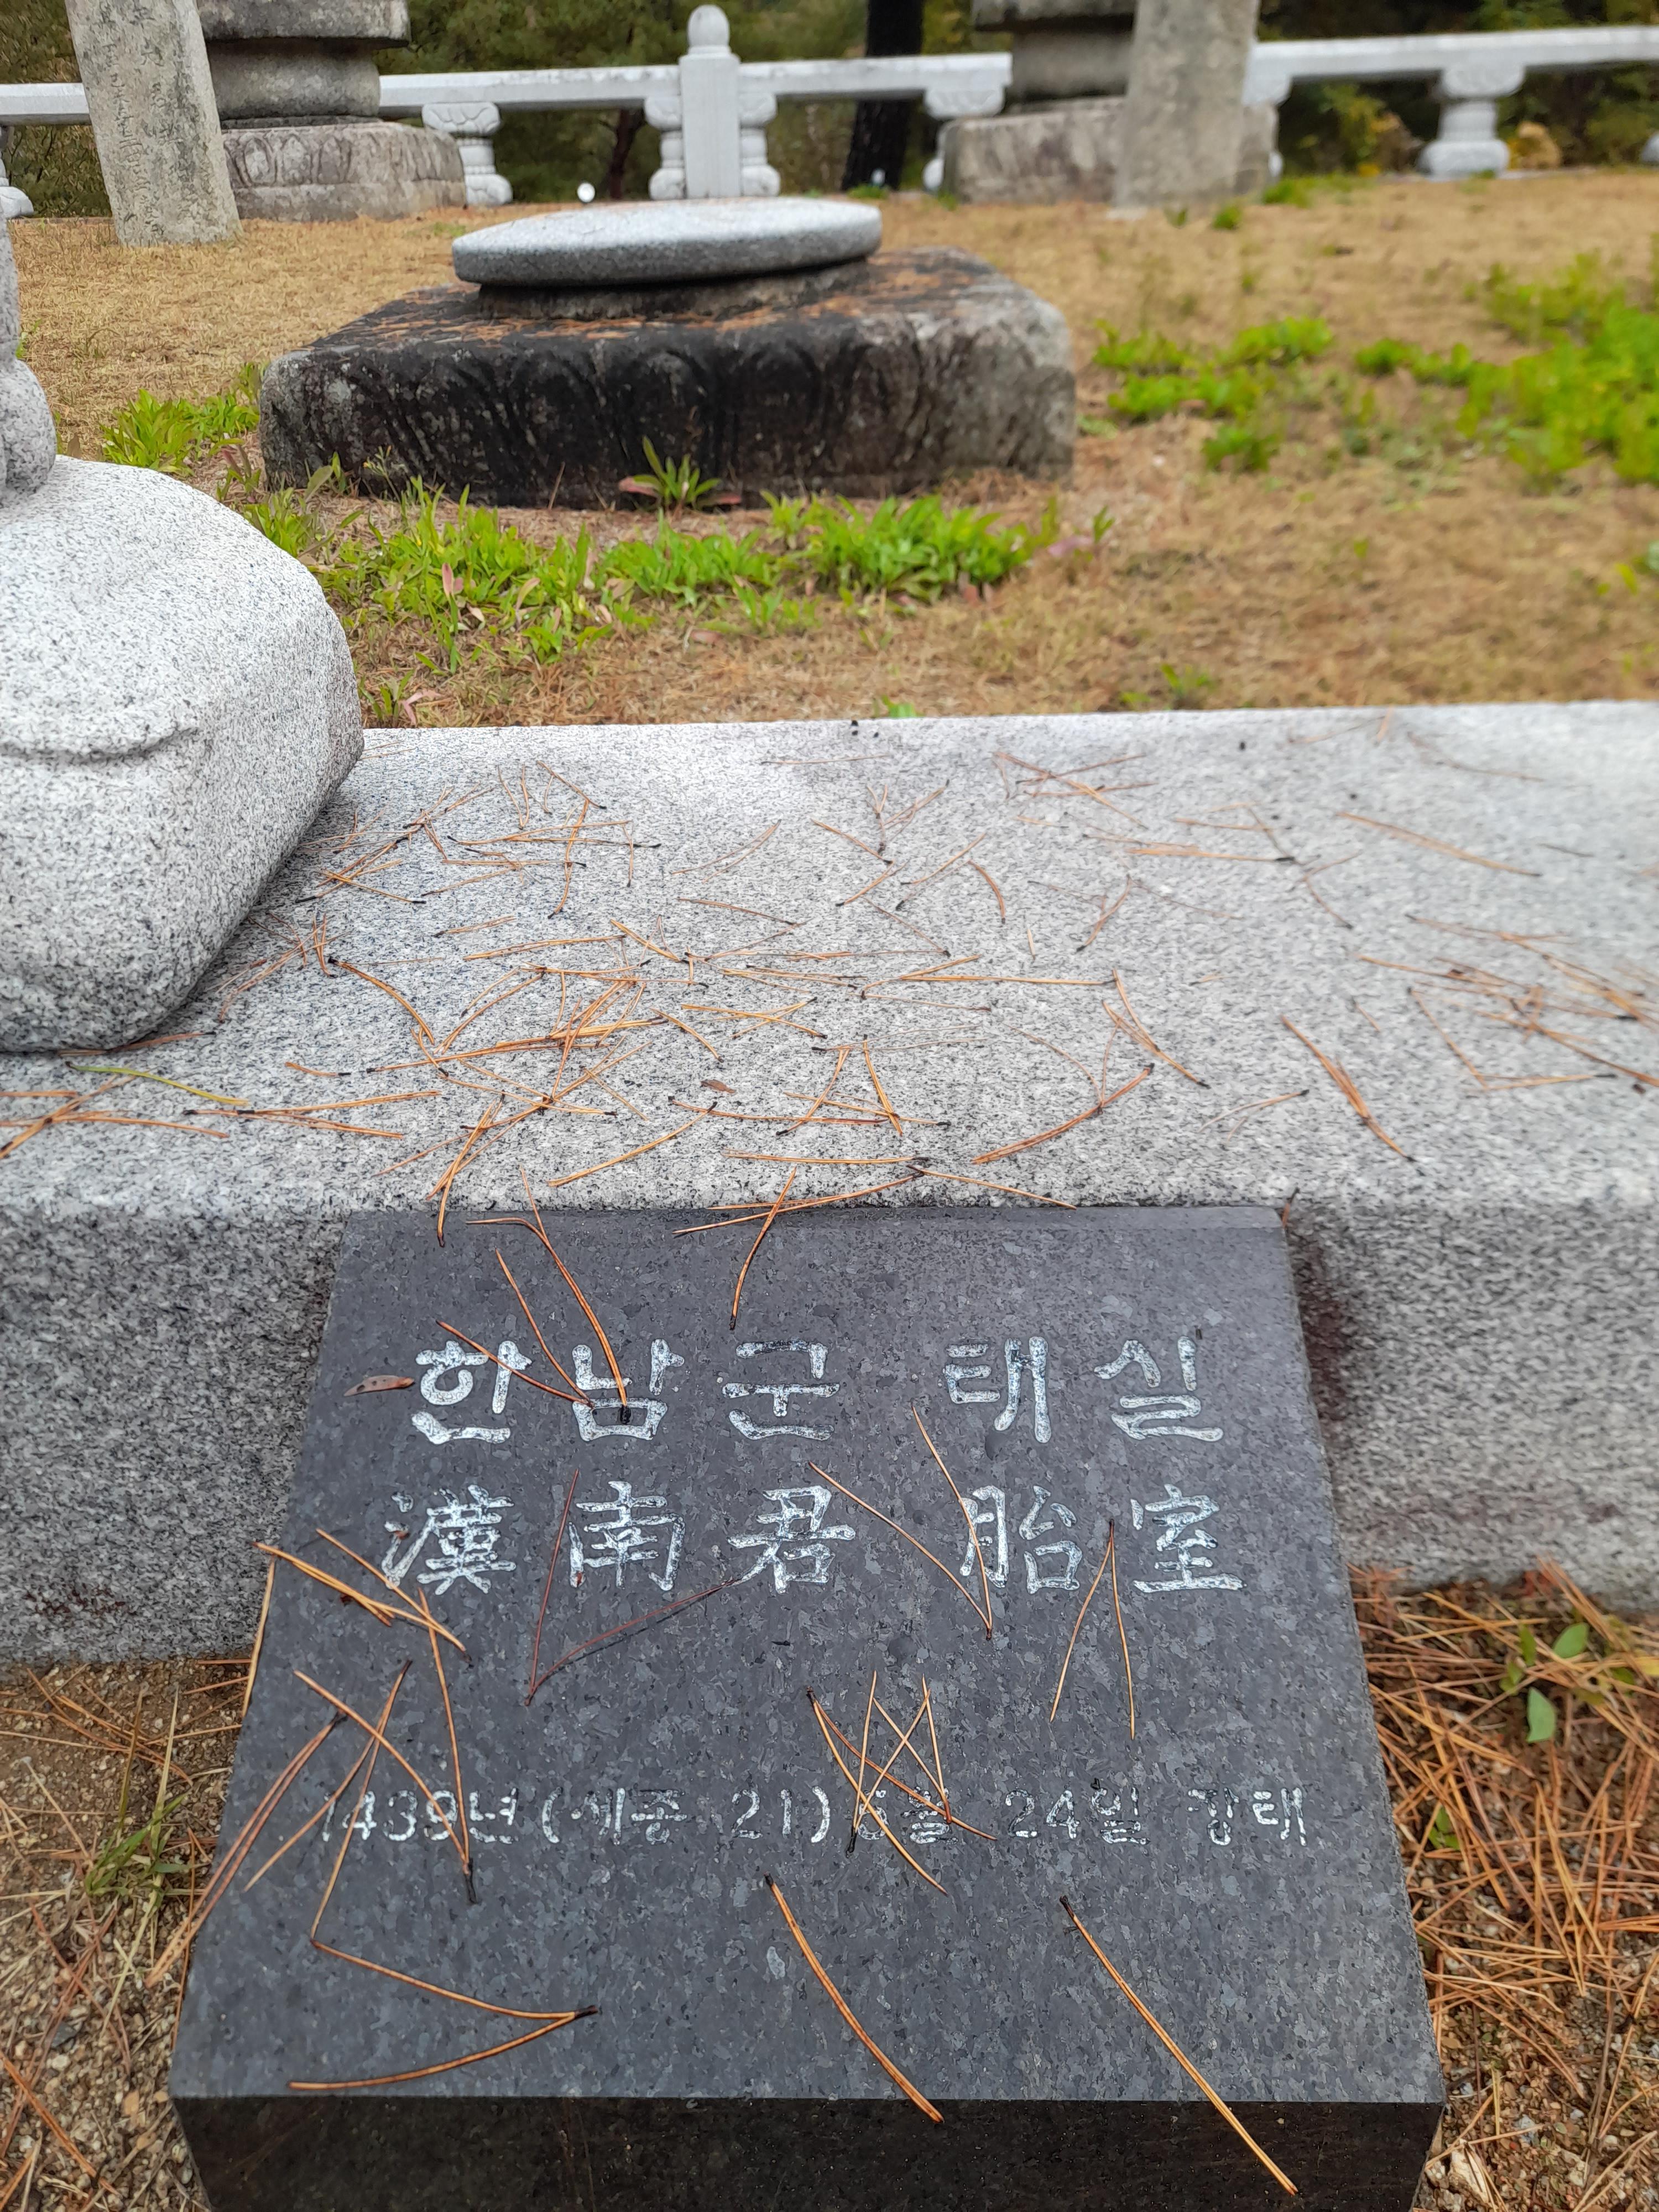 한남군 태실
漢南君 胎室
1439년(세종 21) 24일 장태